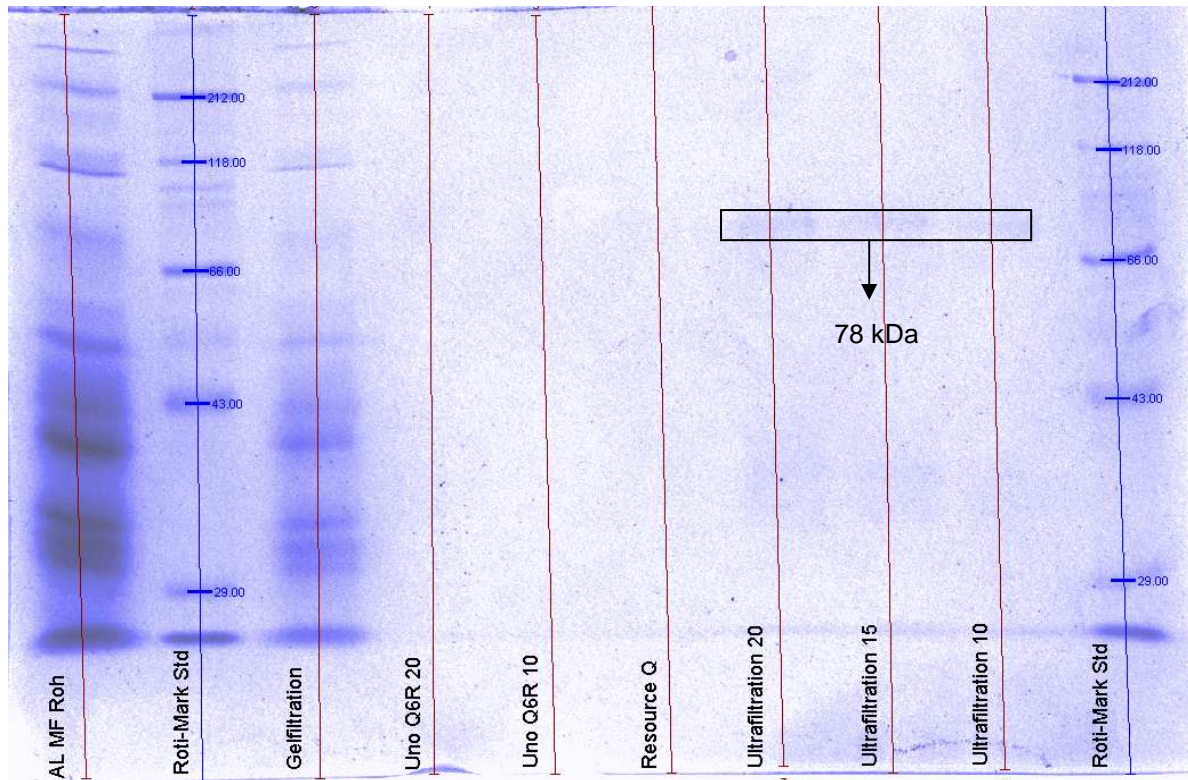 212.00
118.00
66.00
43.00
29.00
212.00
118.00
66.00
43.00
29.00
78 kDa
AL MF Roh
Roti-Mark Std
Gelfiltration
Uno Q6R 20
Uno Q6R 10
Resource Q
Ultrafiltration 20
Ultrafiltration 15
Ultrafiltration 10
Roti-Mark Std